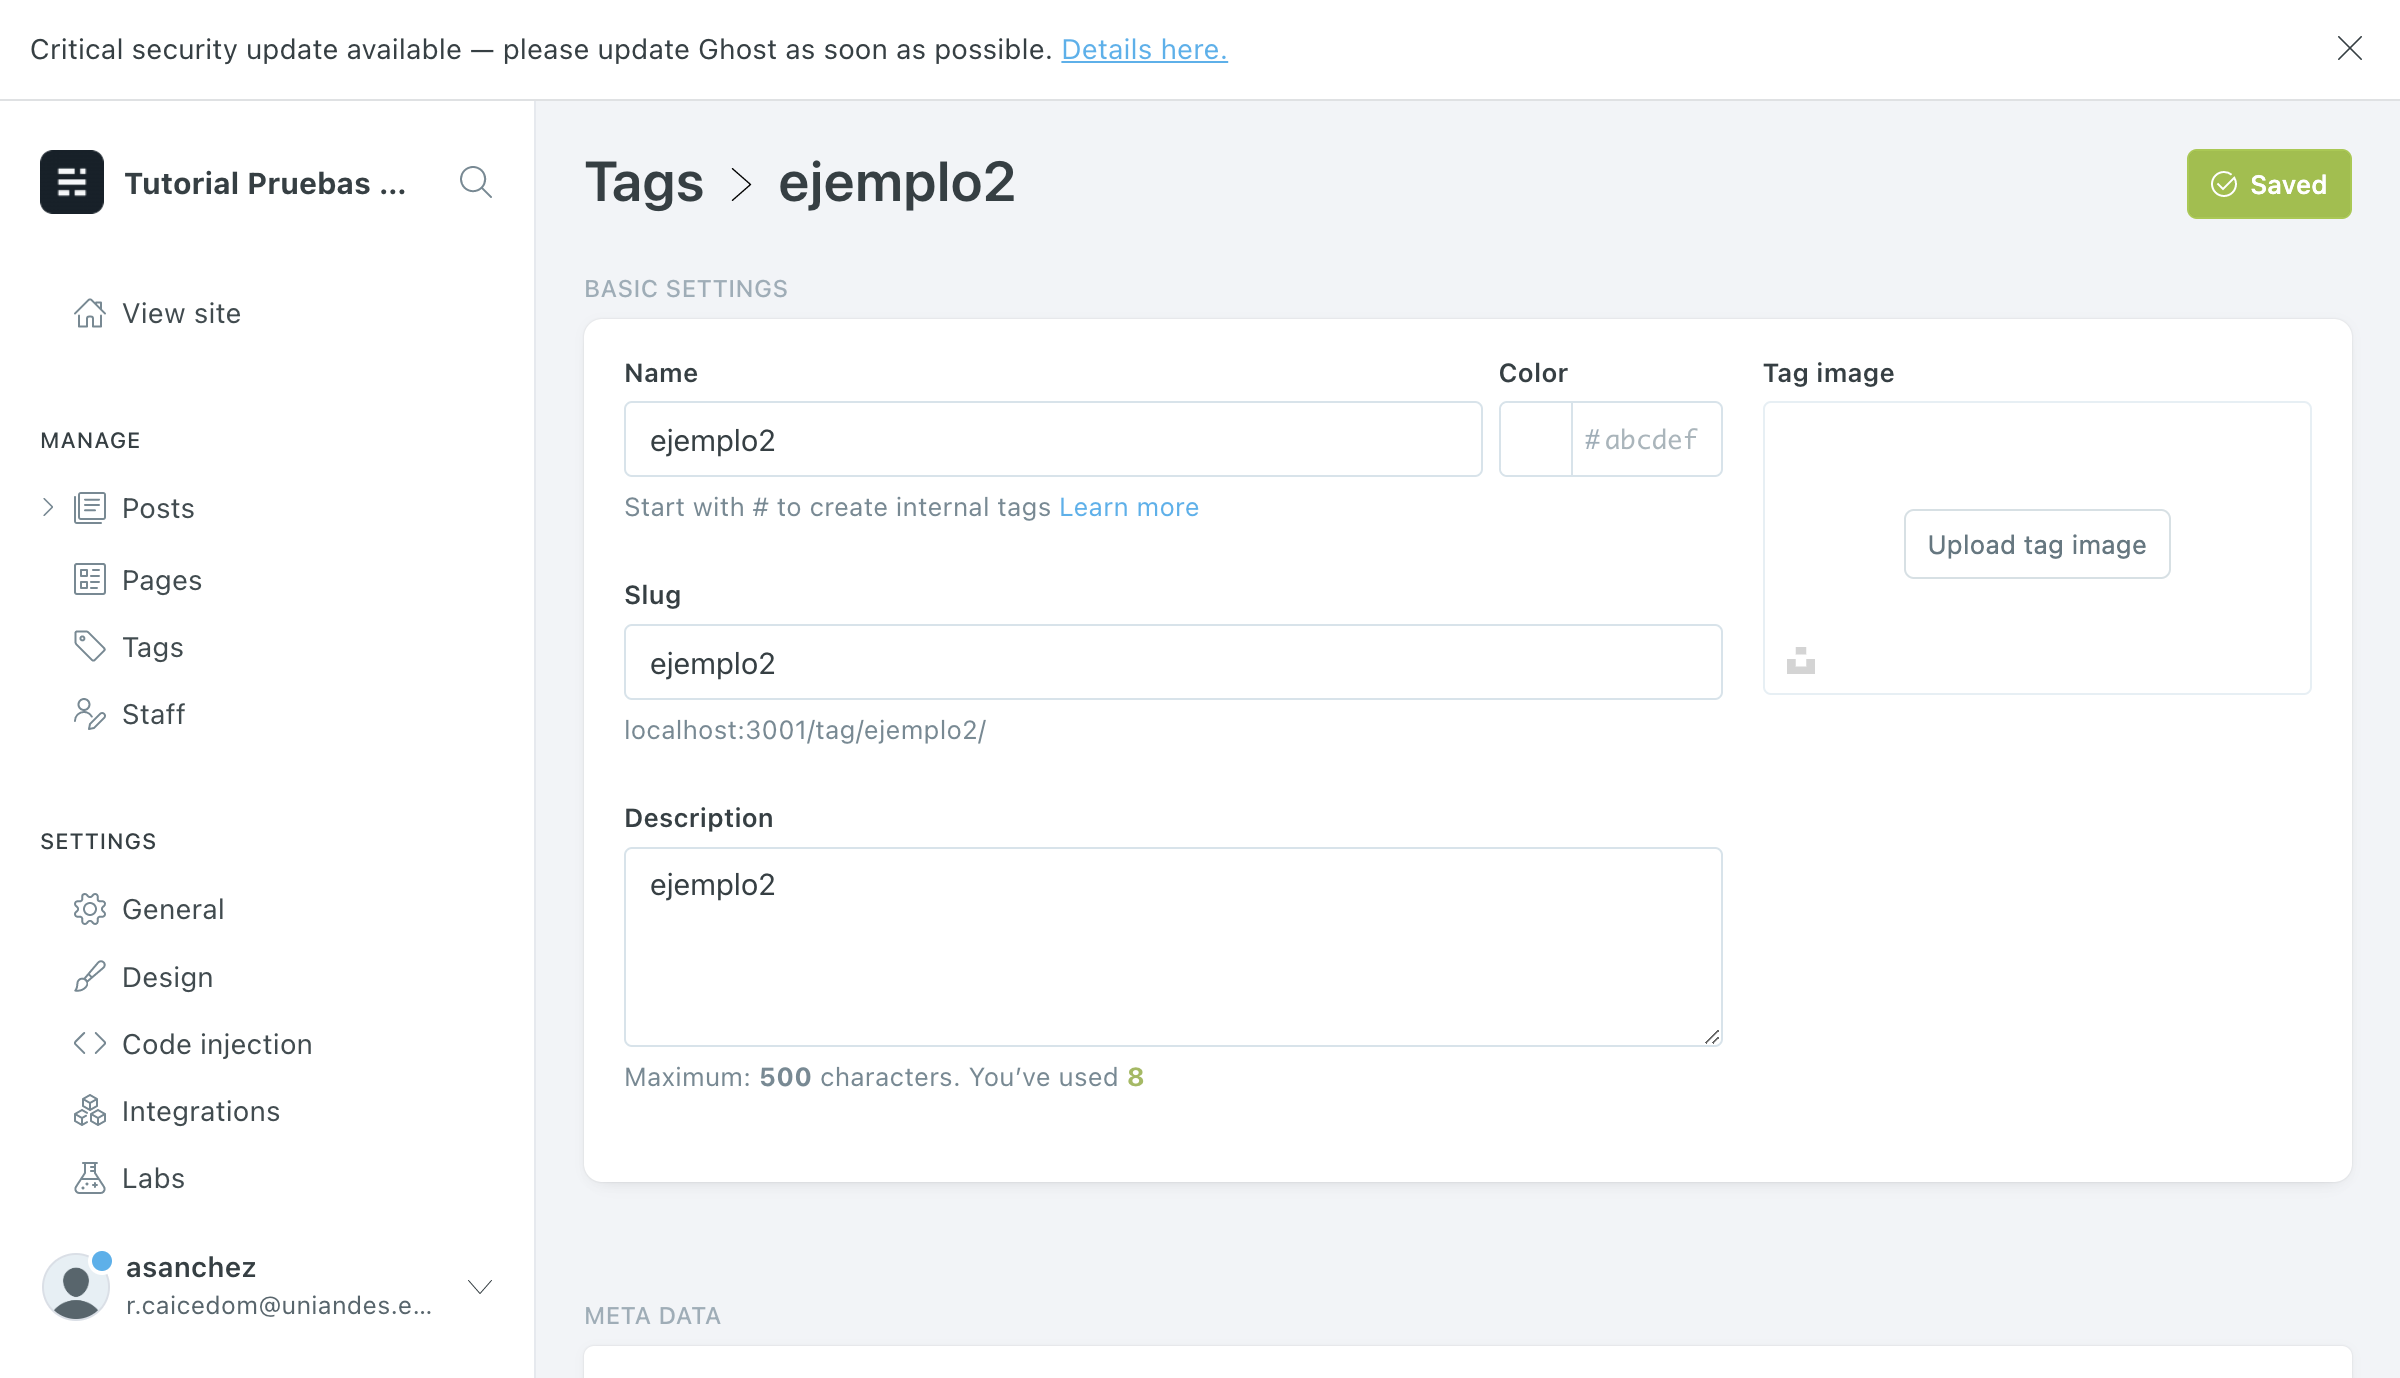 Critical security update available — please update Ghost as soon as possible. Details here.
Tutorial Pruebas ...
View site
MANAGE
Posts
Pages
Tags
Staff
SETTINGS
General
Design
Code injection
Integrations
Labs
asanchez
r.caicedom@uniandes.e...
Tags > ejemplo2
Saved
BASIC SETTINGS
Name
ejemplo2
Start with # to create internal tags Learn more
Color
#abcdef
Slug
ejemplo2
localhost:3001/tag/ejemplo2/
Description
ejemplo2
Maximum: 500 characters. You’ve used 8
Tag image
Upload tag image
META DATA